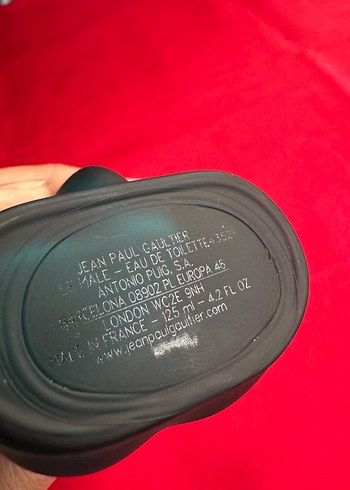 JEAN PAUL GAULTIER
LE MALE – EAU DE TOILETTE
ANTONIO PUIG, S.A.
BARCELONA 08902 PL EUROPA 46
LONDON WC2E 9NH
MADE IN FRANCE – 125 ml – 4.2 FL OZ
www.jeanpaulgaultier.com